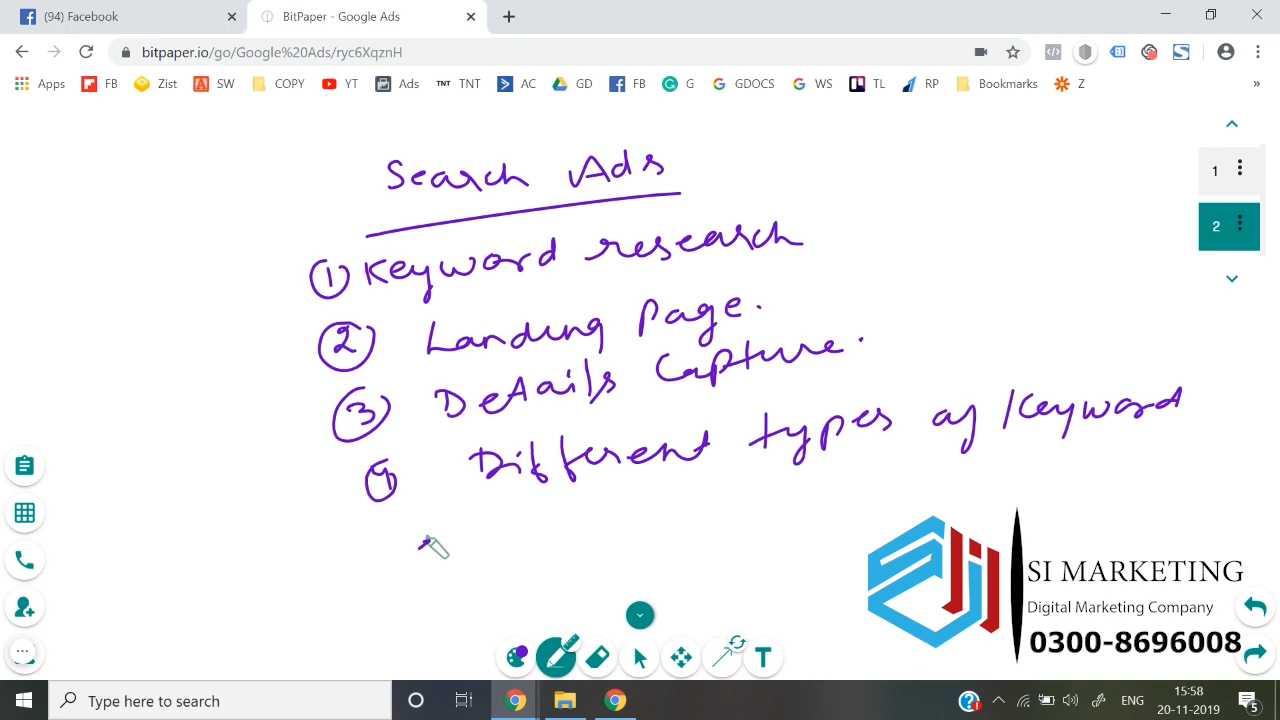 (94) Facebook
BitPaper - Google Ads
bitpaper.io/go/Google%20Ads/ryc6XqznH
Apps FB Zist SW COPY YT Ads TNT TNT AC GD FB G GDOCS WS TL RP Bookmarks Z »
Search Ads
1 Keyword research
2 Landing Page.
3 Details Capture.
4 Different types of Keyword
1
2
SI MARKETING
Digital Marketing Company
0300-8696008
T
Type here to search
ENG
15:58
20-11-2019
5